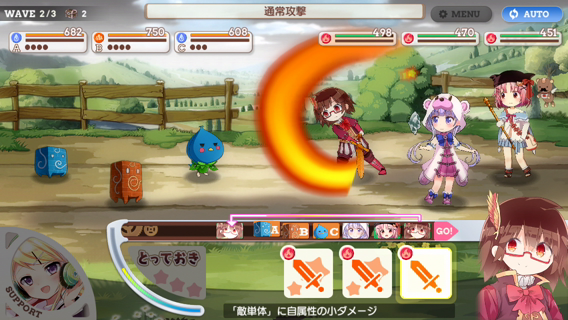 WAVE 2/3 2
通常攻撃
MENU
AUTO
682
750
608
498
470
451
A
B
C
A B C GO!
とっておき
SUPPORT
「敵単体」に自属性の小ダメージ